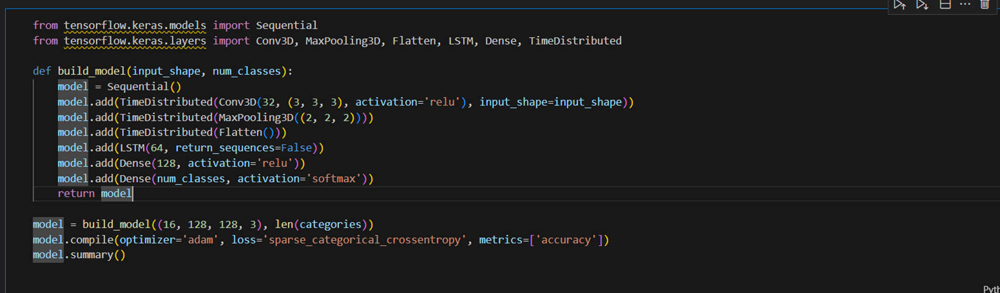 from tensorflow.keras.models import Sequential
from tensorflow.keras.layers import Conv3D, MaxPooling3D, Flatten, LSTM, Dense, TimeDistributed

def build_model(input_shape, num_classes):
    model = Sequential()
    model.add(TimeDistributed(Conv3D(32, (3, 3, 3), activation='relu'), input_shape=input_shape))
    model.add(TimeDistributed(MaxPooling3D((2, 2, 2))))
    model.add(TimeDistributed(Flatten()))
    model.add(LSTM(64, return_sequences=False))
    model.add(Dense(128, activation='relu'))
    model.add(Dense(num_classes, activation='softmax'))
    return model

model = build_model((16, 128, 128, 3), len(categories))
model.compile(optimizer='adam', loss='sparse_categorical_crossentropy', metrics=['accuracy'])
model.summary()